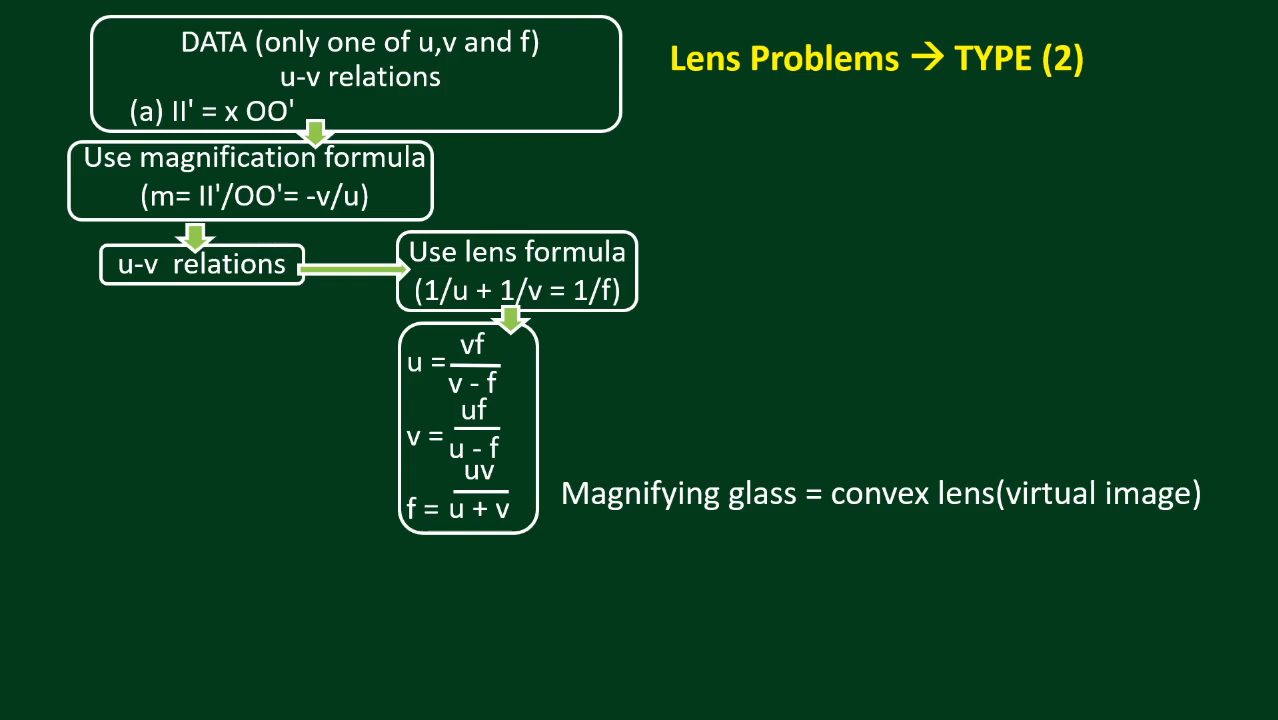 DATA (only one of u,v and f)
u-v relations
(a) II' = x OO'
Lens Problems → TYPE (2)
Use magnification formula
(m= II'/OO'= -v/u)
u-v relations
Use lens formula
(1/u + 1/v = 1/f)
u = vf / v - f
v = uf / u - f
f = uv / u + v
Magnifying glass = convex lens(virtual image)